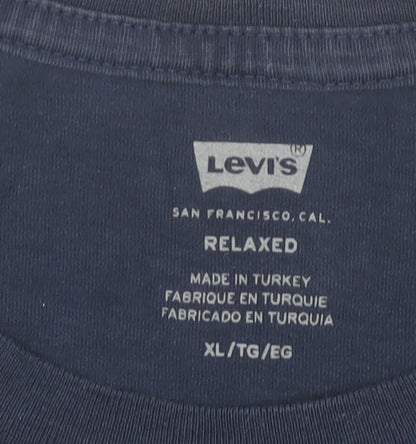 Levi's®
SAN FRANCISCO, CAL.
RELAXED
MADE IN TURKEY
FABRIQUE EN TURQUIE
FABRICADO EN TURQUIA
XL/TG/EG